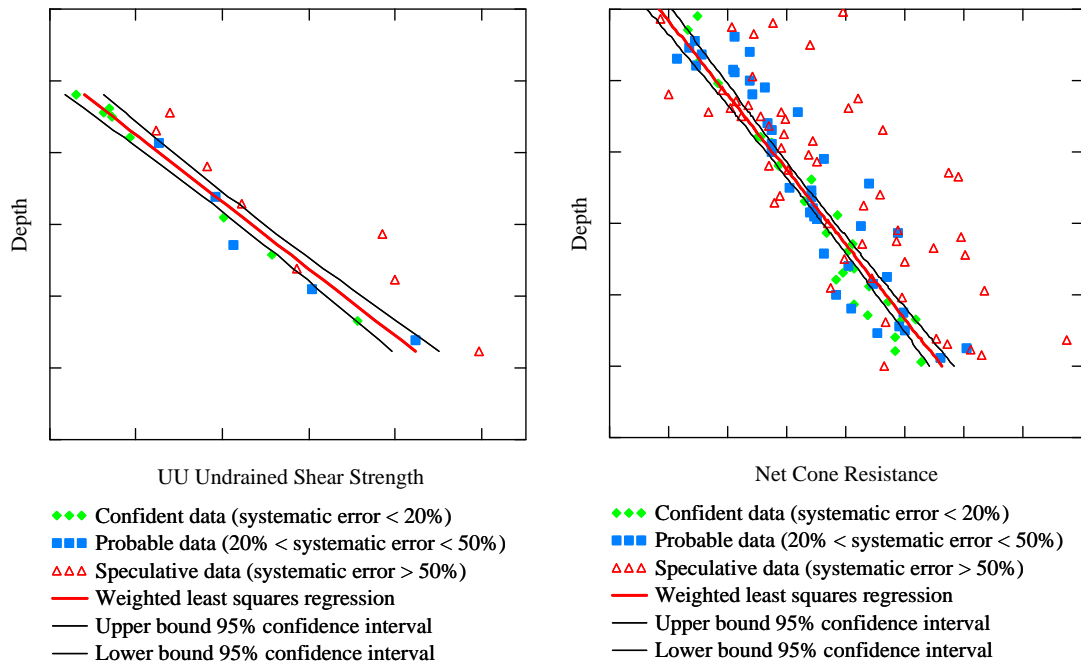 Depth
UU Undrained Shear Strength
Confident data (systematic error < 20%)
Probable data (20% < systematic error < 50%)
Speculative data (systematic error > 50%)
Weighted least squares regression
Upper bound 95% confidence interval
Lower bound 95% confidence interval
Depth
Net Cone Resistance
Confident data (systematic error < 20%)
Probable data (20% < systematic error < 50%)
Speculative data (systematic error > 50%)
Weighted least squares regression
Upper bound 95% confidence interval
Lower bound 95% confidence interval